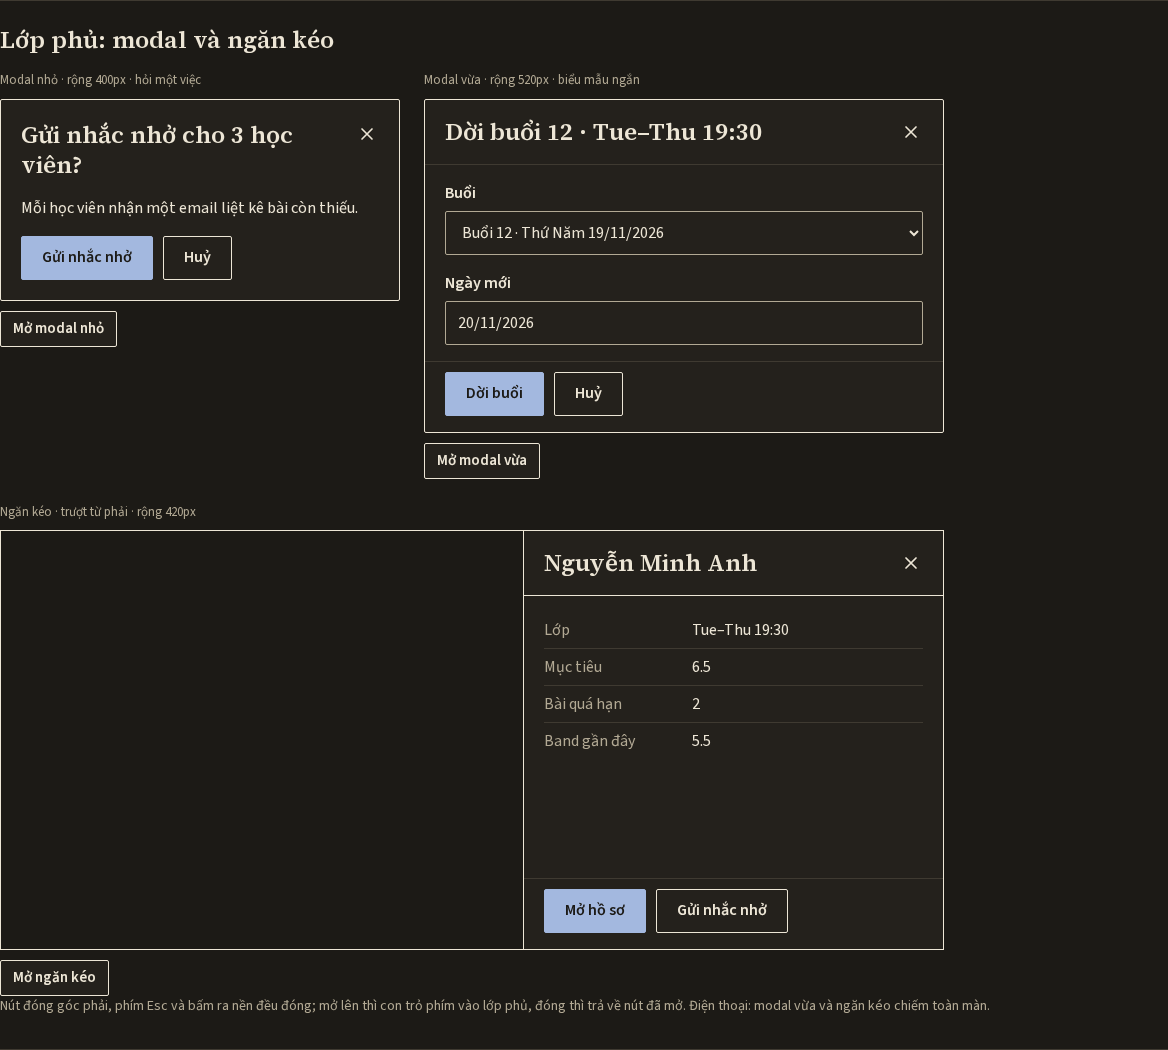 Lớp phủ: modal và ngăn kéo
Modal nhỏ · rộng 400px · hỏi một việc
Gửi nhắc nhở cho 3 học
viên?
Mỗi học viên nhận một email liệt kê bài còn thiếu.
Gửi nhắc nhở
Huỷ
Mở modal nhỏ
Modal vừa · rộng 520px · biểu mẫu ngắn
Dời buổi 12 · Tue–Thu 19:30
Buổi
Buổi 12 · Thứ Năm 19/11/2026
Ngày mới
20/11/2026
Dời buổi
Huỷ
Mở modal vừa
Ngăn kéo · trượt từ phải · rộng 420px
Nguyễn Minh Anh
Lớp Tue–Thu 19:30
Mục tiêu 6.5
Bài quá hạn 2
Band gần đây 5.5
Mở hồ sơ
Gửi nhắc nhở
Mở ngăn kéo
Nút đóng góc phải, phím Esc và bấm ra nền đều đóng; mở lên thì con trỏ phím vào lớp phủ, đóng thì trả về nút đã mở. Điện thoại: modal vừa và ngăn kéo chiếm toàn màn.